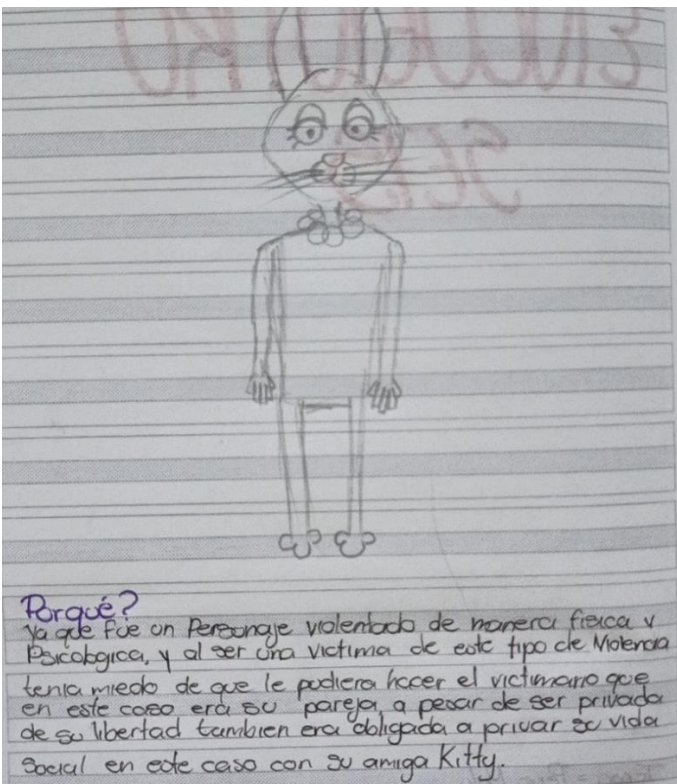 Porqué?
Ya que fue un Personaje violentado de manera fisica y
Psicologica, y al ser una victima de este tipo de Violencia
tenia miedo de que le pudiera hacer el victimario que
en este caso era su pareja, a pesar de ser privada
de su libertad tambien era obligada a privar su vida
Social en este caso con su amiga Kitty.